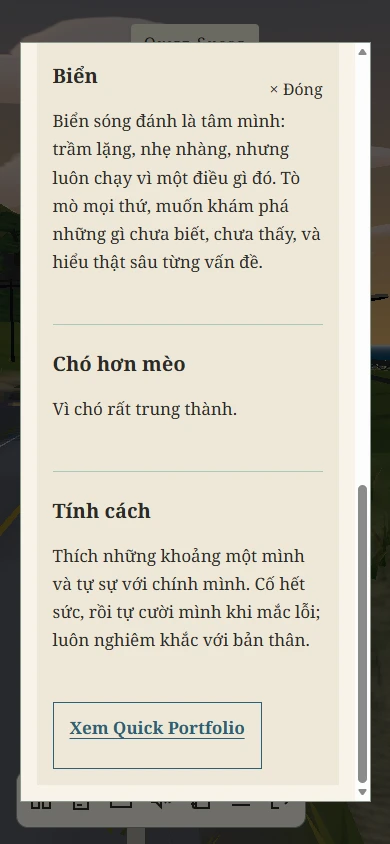 Biển
× Đóng
Biển sóng đánh là tâm mình:
trầm lặng, nhẹ nhàng, nhưng
luôn chạy vì một điều gì đó. Tò
mò mọi thứ, muốn khám phá
những gì chưa biết, chưa thấy, và
hiểu thật sâu từng vấn đề.
Chó hơn mèo
Vì chó rất trung thành.
Tính cách
Thích những khoảng một mình
và tự sự với chính mình. Cố hết
sức, rồi tự cười mình khi mắc lỗi;
luôn nghiêm khắc với bản thân.
Xem Quick Portfolio